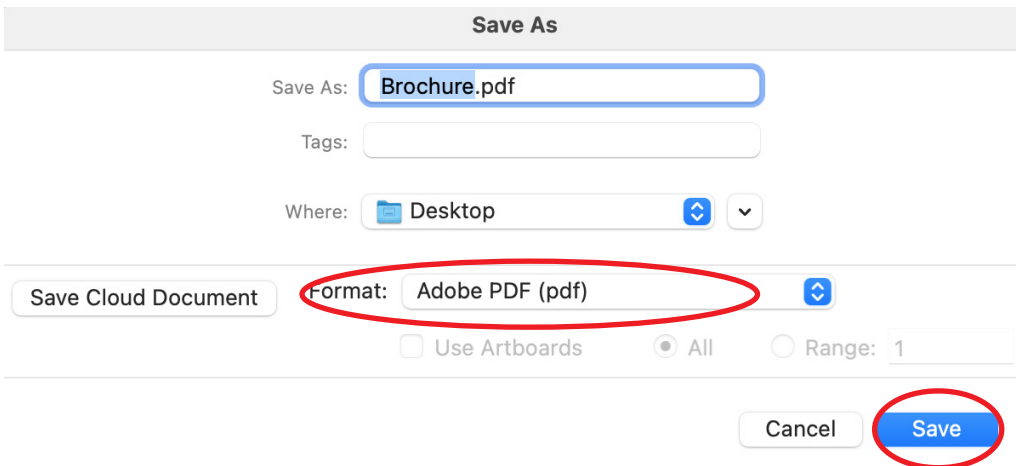 Save As
Save As: Brochure.pdf
Tags:
Where: Desktop
Save Cloud Document Format: Adobe PDF (pdf)
Use Artboards All Range: 1
Cancel Save